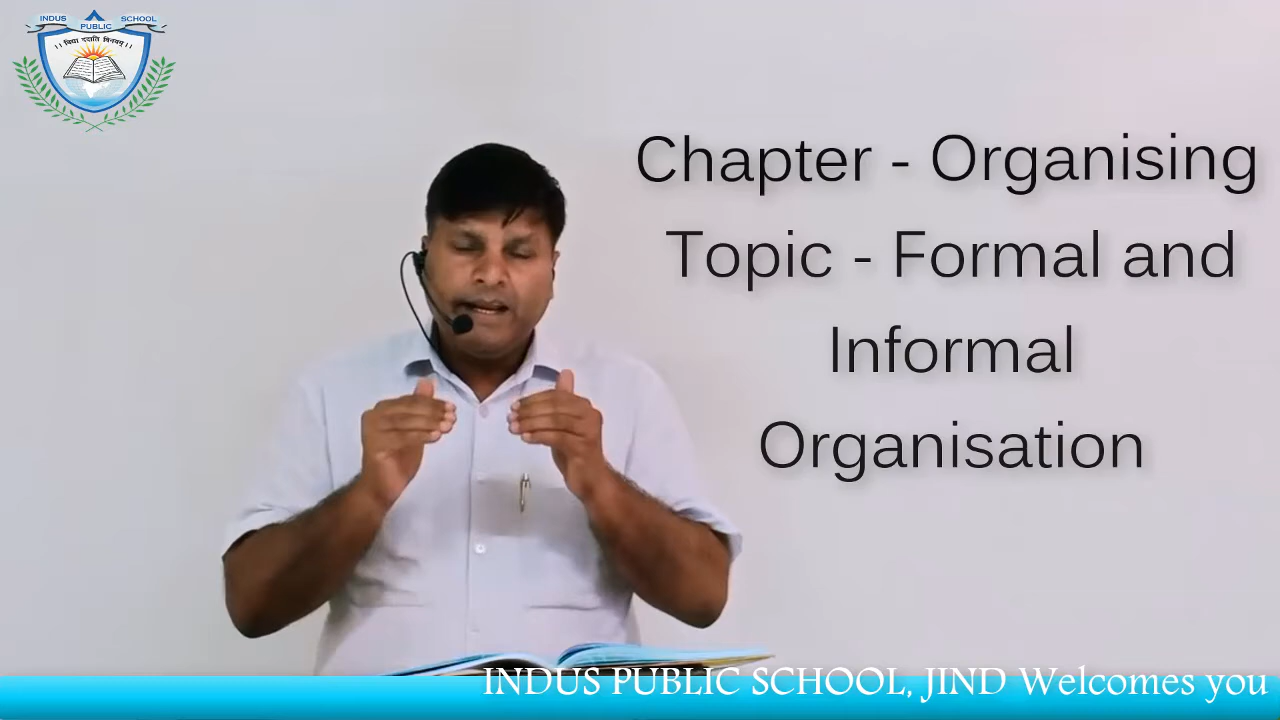 INDUS PUBLIC SCHOOL
।। विद्या ददाति विनयम् ।।
Chapter - Organising
Topic - Formal and
Informal
Organisation
INDUS PUBLIC SCHOOL, JIND Welcomes you